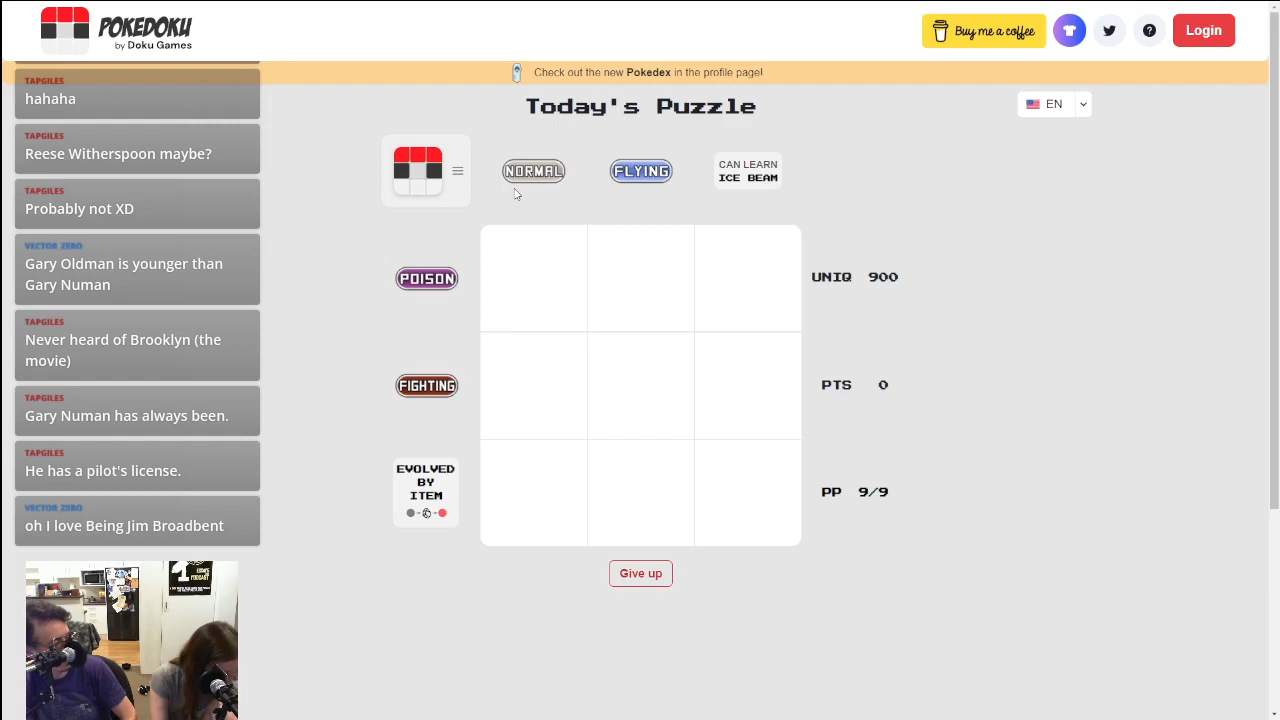 POKEDOKU
by Doku Games
Buy me a coffee
Login
Check out the new Pokedex in the profile page!
TAPGILES
hahaha
TAPGILES
Reese Witherspoon maybe?
TAPGILES
Probably not XD
VECTOR_ZERO
Gary Oldman is younger than
Gary Numan
TAPGILES
Never heard of Brooklyn (the
movie)
TAPGILES
Gary Numan has always been.
TAPGILES
He has a pilot's license.
VECTOR_ZERO
oh I love Being Jim Broadbent
Today's Puzzle
EN
NORMAL
FLYING
CAN LEARN
ICE BEAM
POISON
UNIQ 900
FIGHTING
PTS 0
EVOLVED
BY
ITEM
PP 9/9
Give up